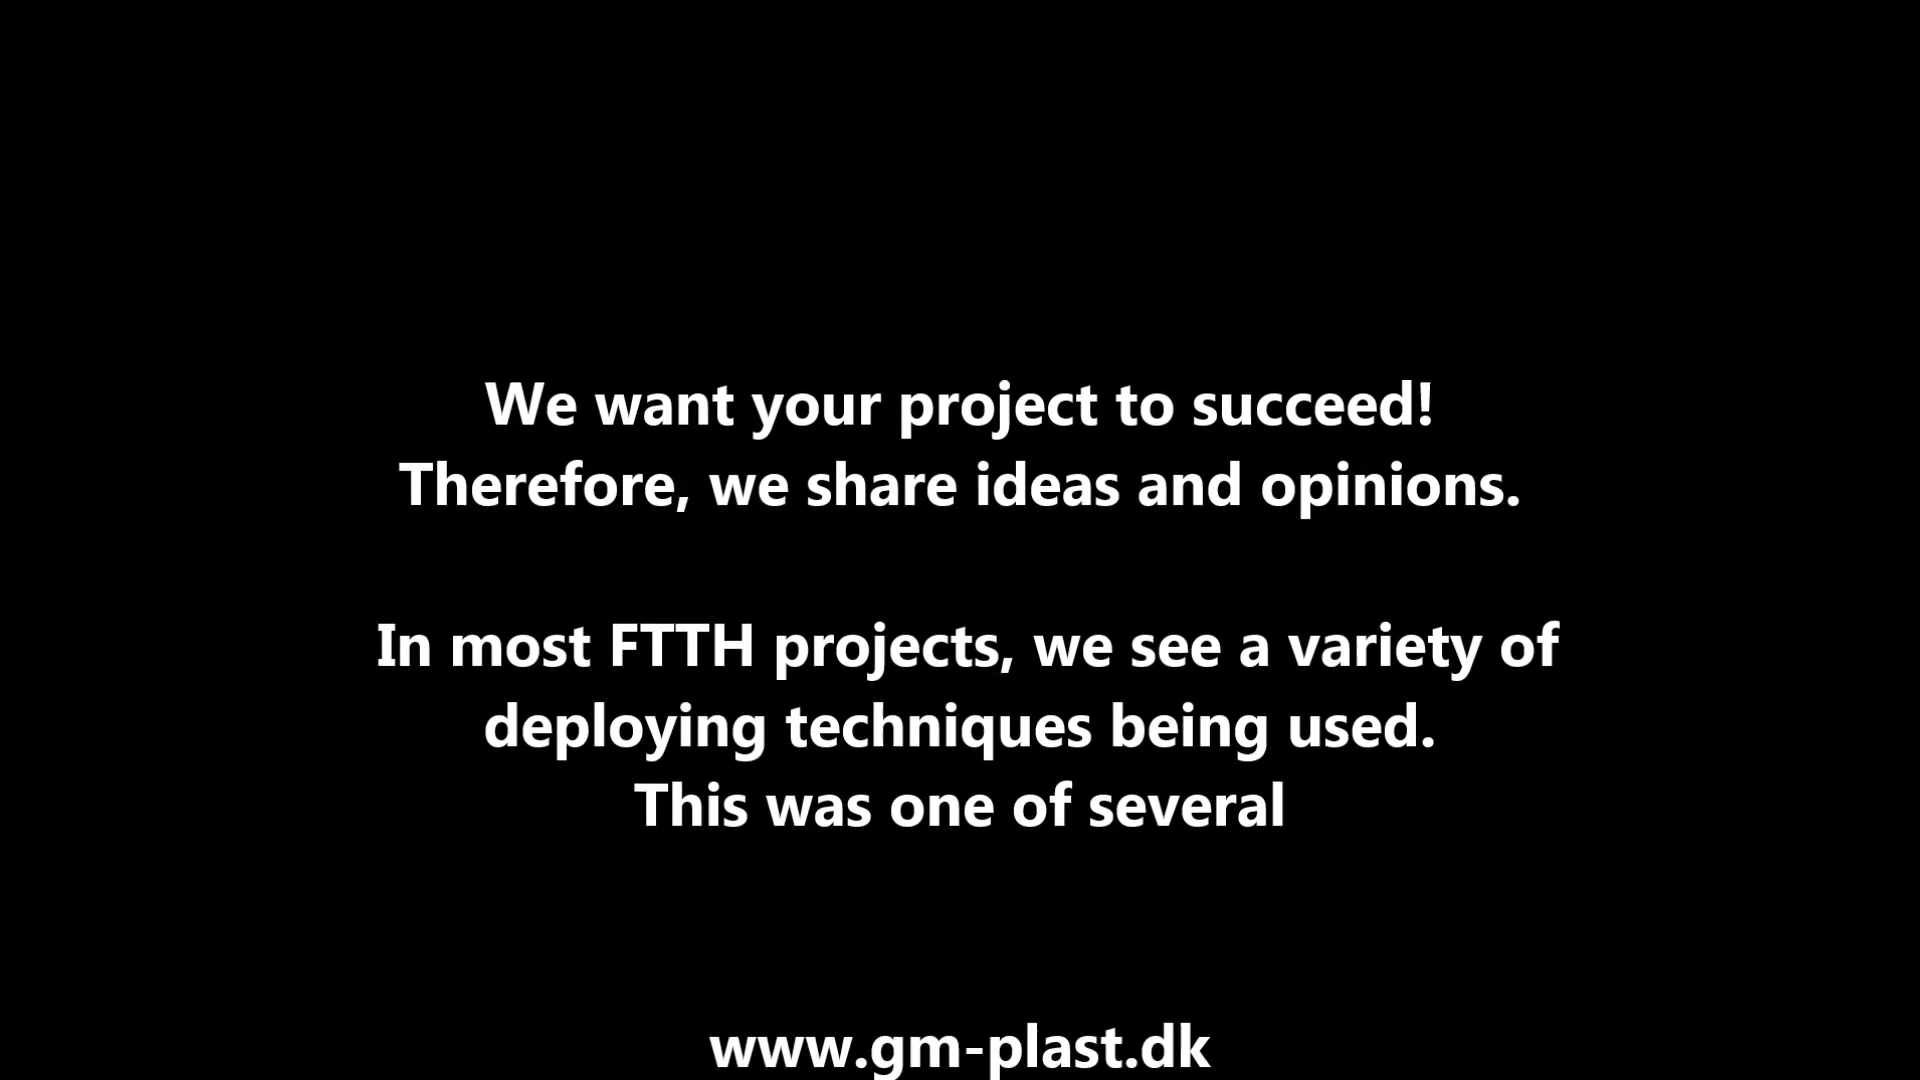 We want your project to succeed!
Therefore, we share ideas and opinions.
In most FTTH projects, we see a variety of
deploying techniques being used.
This was one of several
www.gm-plast.dk